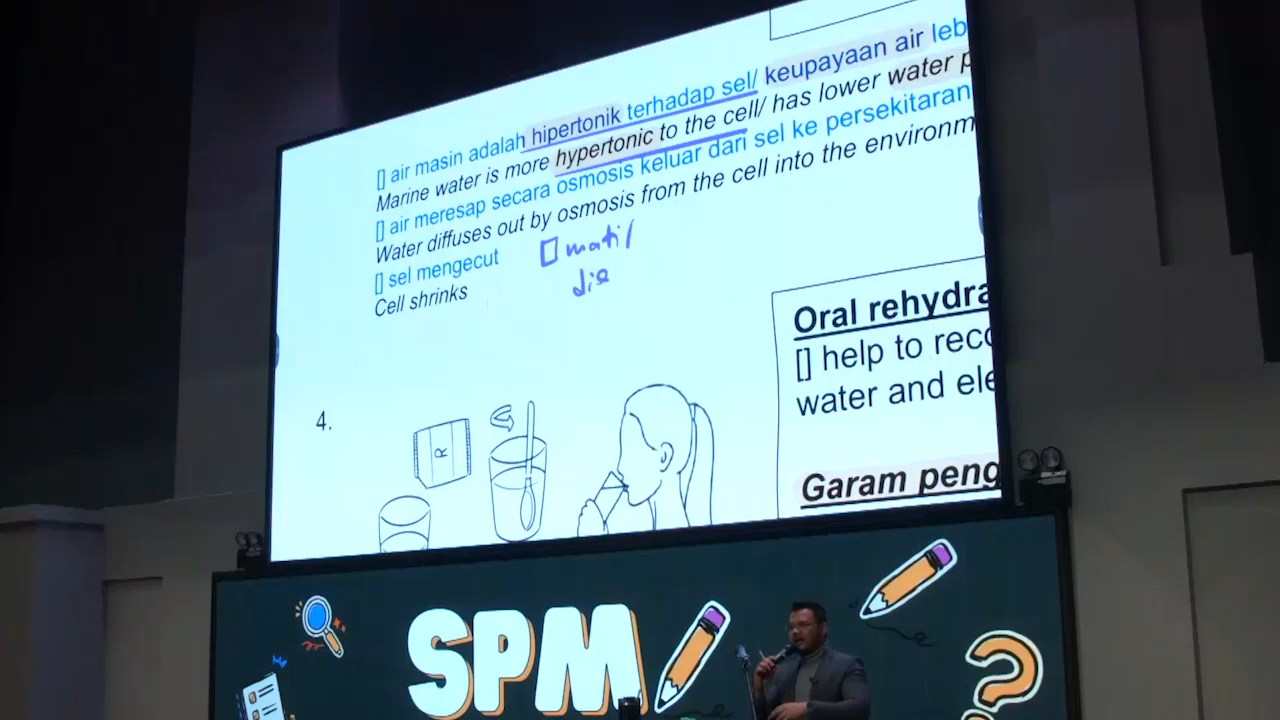 [] air masin adalah hipertonik terhadap sel/ keupayaan air leb
Marine water is more hypertonic to the cell/ has lower water p
[] air meresap secara osmosis keluar dari sel ke persekitaran
Water diffuses out by osmosis from the cell into the environm
[] sel mengecut
Cell shrinks
[] mati/
die
Oral rehydra
[] help to reco
water and ele
Garam peng
4.
R
SPM